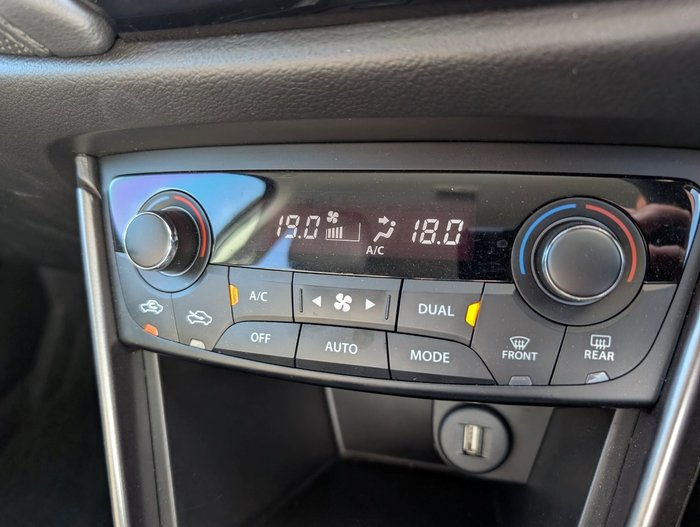 19.0 18.0
A/C
A/C DUAL
OFF AUTO MODE FRONT REAR